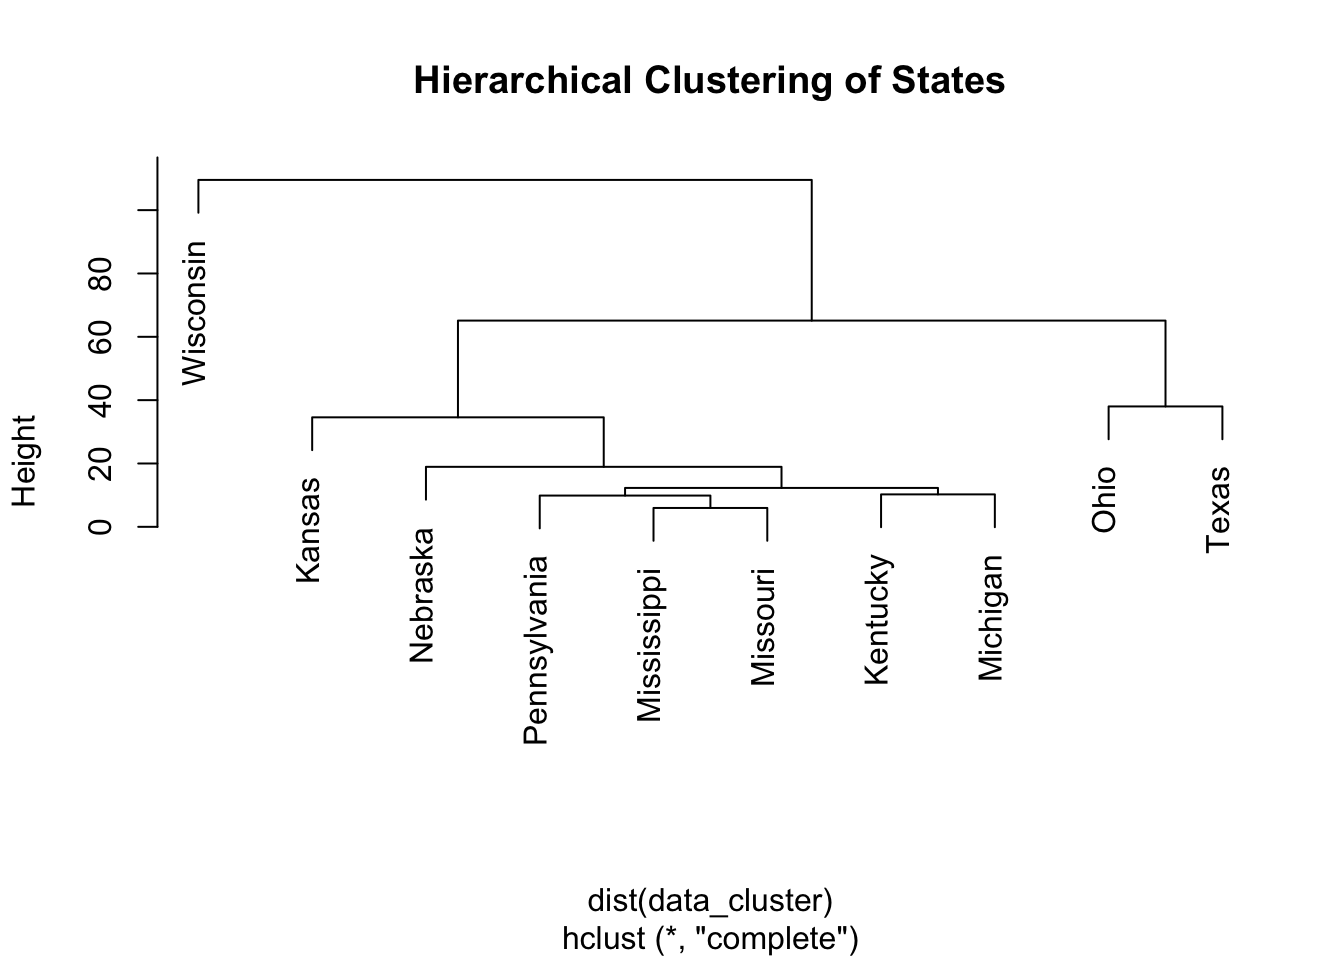 Hierarchical Clustering of States
Height
80
60
40
20
0
Wisconsin
Kansas
Nebraska
Pennsylvania
Mississippi
Missouri
Kentucky
Michigan
Ohio
Texas
dist(data_cluster)
hclust (*, "complete")